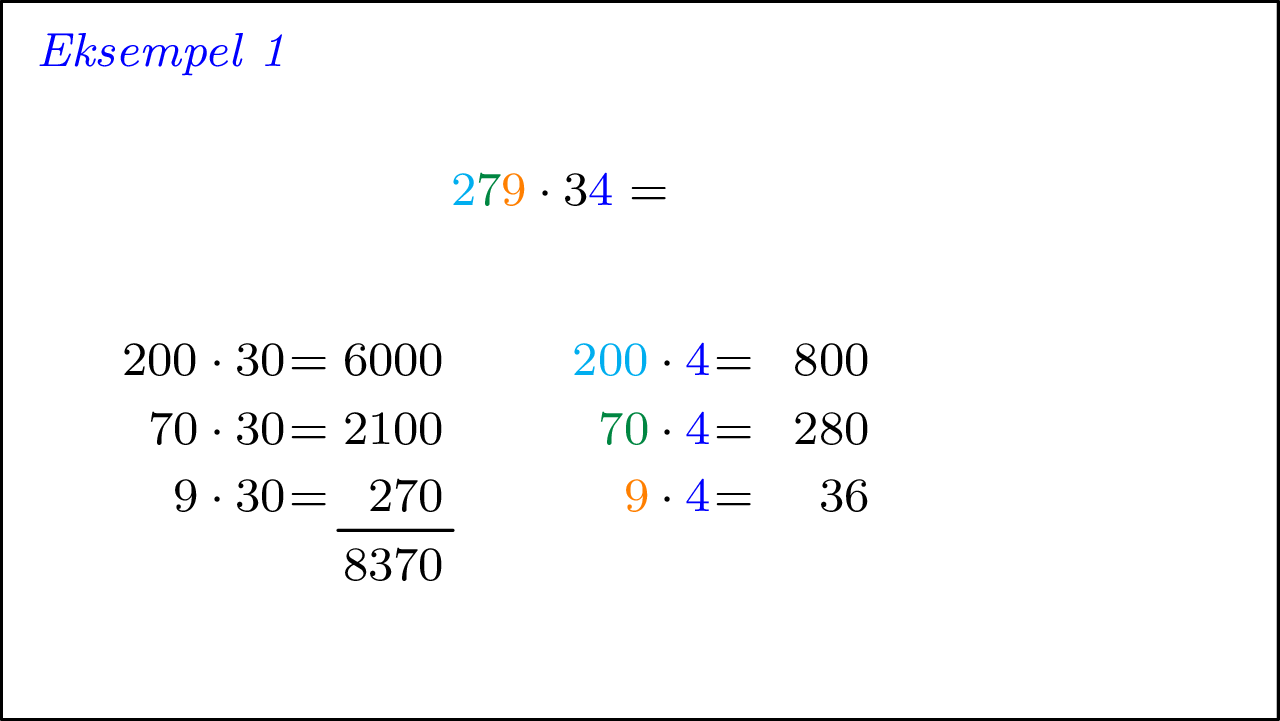 Eksempel 1
279 · 34 =
200 · 30= 6000 200 · 4= 800
70 · 30= 2100 70 · 4= 280
9 · 30= 270 9 · 4= 36
8370